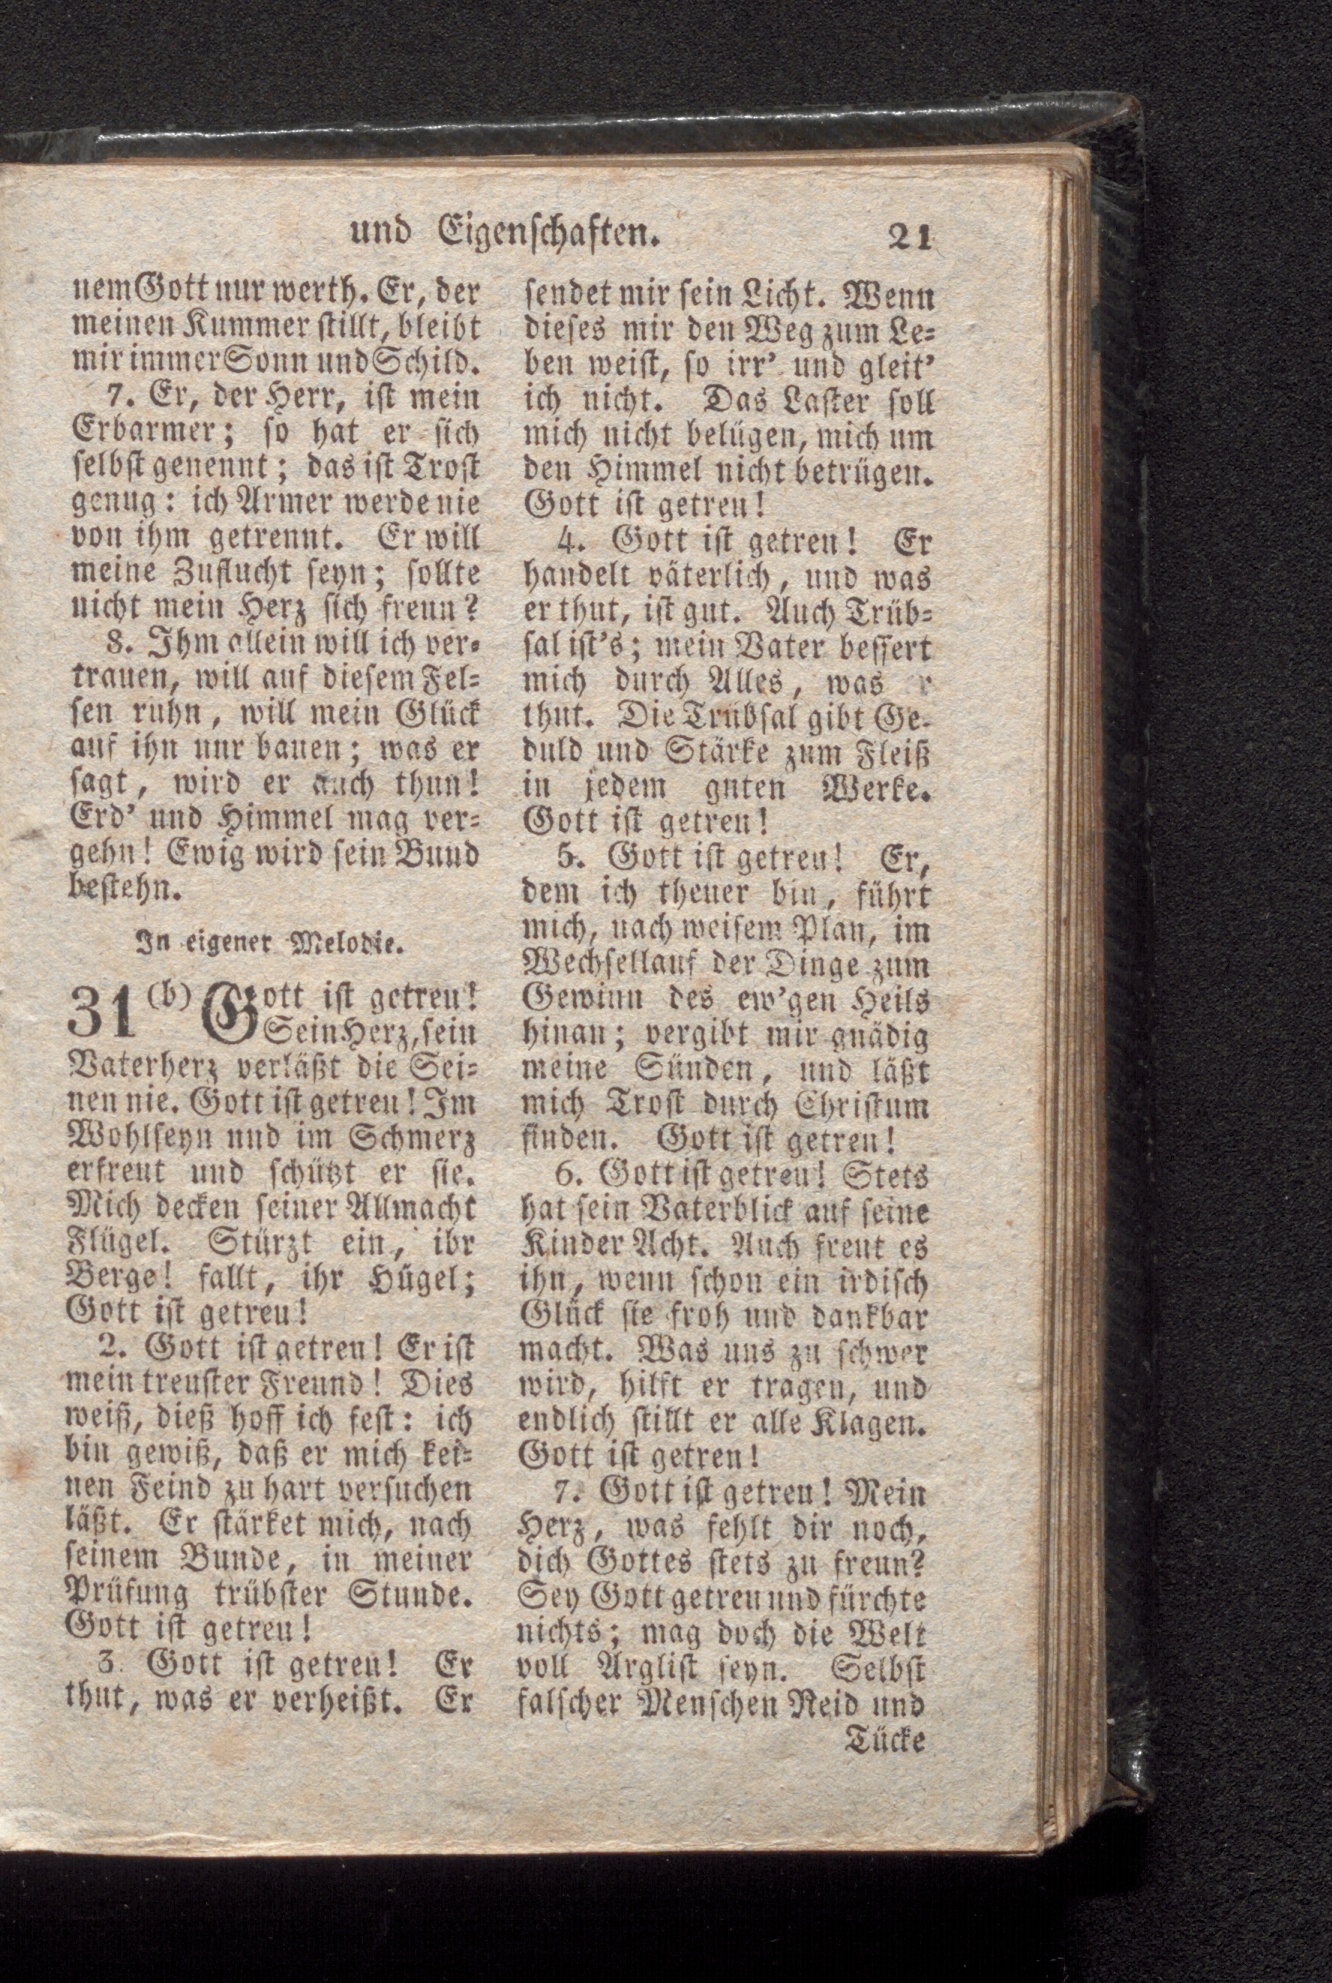 und Eigenschaften. 21
nem Gott nur werth. Er, der
meinen Kummer stillt, bleibt
mir immer Sonn und Schild.
7. Er, der Herr, ist mein
Erbarmer; so hat er sich
selbst genennt; das ist Trost
genug: ich Armer werde nie
von ihm getrennt. Er will
meine Zuflucht seyn; sollte
nicht mein Herz sich freun?
8. Ihm allein will ich ver-
trauen, will auf diesem Fel-
sen ruhn, will mein Glück
auf ihn nur bauen; was er
sagt, wird er auch thun!
Erd' und Himmel mag ver-
gehn! Ewig wird sein Bund
bestehn.
In eigener Melodie.
31 (b) Gott ist getreu!
Sein Herz, sein
Vaterherz verläßt die Sei-
nen nie. Gott ist getreu! Im
Wohlseyn und im Schmerz
erfreut und schützt er sie.
Mich decken seiner Allmacht
Flügel. Stürzt ein, ihr
Berge! fallt, ihr Hügel;
Gott ist getreu!
2. Gott ist getreu! Er ist
mein treuster Freund! Dies
weiß, dieß hoff ich fest: ich
bin gewiß, daß er mich kei-
nen Feind zu hart versuchen
läßt. Er stärket mich, nach
seinem Bunde, in meiner
Prüfung trübster Stunde.
Gott ist getreu!
3. Gott ist getreu! Er
thut, was er verheißt. Er
sendet mir sein Licht. Wenn
dieses mir den Weg zum Le-
ben weist, so irr' und gleit'
ich nicht. Das Laster soll
mich nicht belügen, mich um
den Himmel nicht betrügen.
Gott ist getreu!
4. Gott ist getreu! Er
handelt väterlich, und was
er thut, ist gut. Auch Trüb-
sal ist's; mein Vater bessert
mich durch Alles, was r
thut. Die Trübsal gibt Ge-
duld und Stärke zum Fleiß
in jedem guten Werke.
Gott ist getreu!
5. Gott ist getreu! Er,
dem ich theuer bin, führt
mich, nach weisem Plan, im
Wechsellauf der Dinge zum
Gewinn des ew'gen Heils
hinan; vergibt mir gnädig
meine Sünden, und läßt
mich Trost durch Christum
finden. Gott ist getreu!
6. Gott ist getreu! Stets
hat sein Vaterblick auf seine
Kinder Acht. Auch freut es
ihn, wenn schon ein irdisch
Glück sie froh und dankbar
macht. Was uns zu schwer
wird, hilft er tragen, und
endlich stillt er alle Klagen.
Gott ist getreu!
7. Gott ist getreu! Mein
Herz, was fehlt dir noch,
dich Gottes stets zu freun?
Sey Gott getreu und fürchte
nichts; mag doch die Welt
voll Arglist seyn. Selbst
falscher Menschen Neid und
Tücke